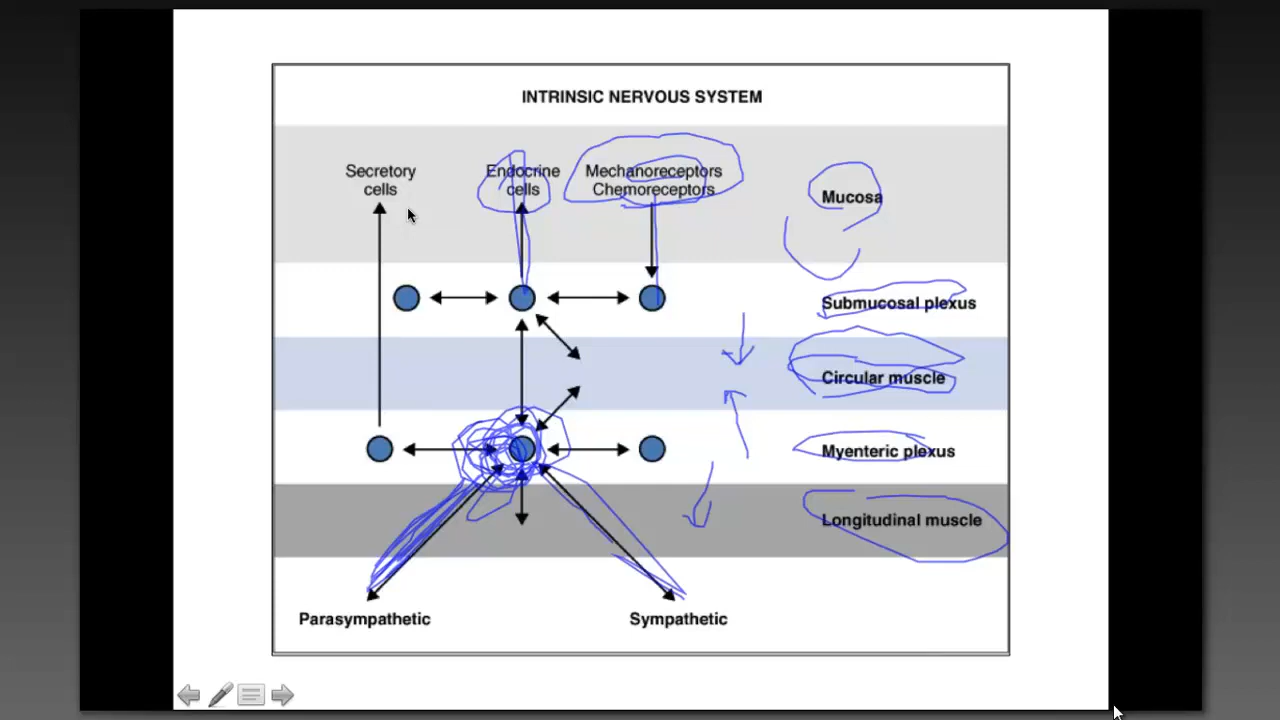 INTRINSIC NERVOUS SYSTEM
Secretory
cells
Endocrine
cells
Mechanoreceptors
Chemoreceptors
Mucosa
Submucosal plexus
Circular muscle
Myenteric plexus
Longitudinal muscle
Parasympathetic
Sympathetic